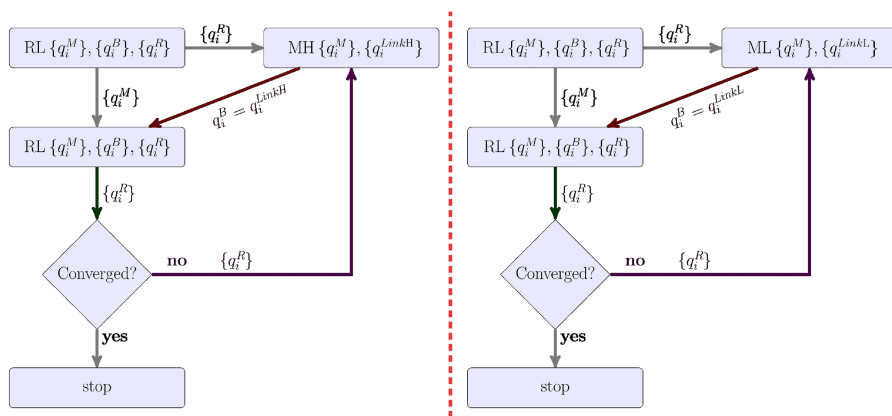 RL {q_i^M}, {q_i^B}, {q_i^R}
{q_i^R}
MH {q_i^M}, {q_i^{LinkH}}
{q_i^M}
q_i^B = q_i^{LinkH}
RL {q_i^M}, {q_i^B}, {q_i^R}
{q_i^R}
Converged?
no {q_i^R}
yes
stop
RL {q_i^M}, {q_i^B}, {q_i^R}
{q_i^R}
ML {q_i^M}, {q_i^{LinkL}}
{q_i^M}
q_i^B = q_i^{LinkL}
RL {q_i^M}, {q_i^B}, {q_i^R}
{q_i^R}
Converged?
no {q_i^R}
yes
stop